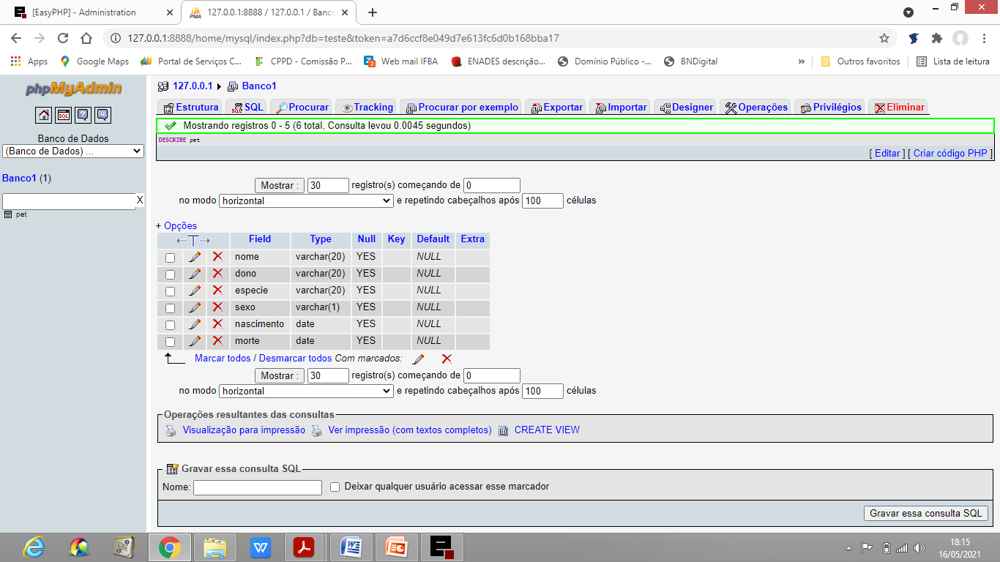 [EasyPHP] - Administration
127.0.0.1:8888 / 127.0.0.1 / Banco
127.0.0.1:8888/home/mysql/index.php?db=teste&token=a7d6ccf8e049d7e613fc6d0b168bba17
Apps Google Maps Portal de Serviços C... CPPD - Comissão P... Web mail IFBA ENADES descrição... Domínio Público -... BNDigital » Outros favoritos Lista de leitura
phpMyAdmin
SQL
Banco de Dados
(Banco de Dados) ...
Banco1 (1)
X
pet
127.0.0.1 Banco1
Estrutura SQL Procurar Tracking Procurar por exemplo Exportar Importar Designer Operações Privilégios Eliminar
Mostrando registros 0 - 5 (6 total, Consulta levou 0.0045 segundos)
DESCRIBE pet
[ Editar ] [ Criar código PHP ]
Mostrar : 30 registro(s) começando de 0
no modo horizontal e repetindo cabeçalhos após 100 células
+ Opções
Field Type Null Key Default Extra
nome varchar(20) YES NULL
dono varchar(20) YES NULL
especie varchar(20) YES NULL
sexo varchar(1) YES NULL
nascimento date YES NULL
morte date YES NULL
Marcar todos / Desmarcar todos Com marcados:
Mostrar : 30 registro(s) começando de 0
no modo horizontal e repetindo cabeçalhos após 100 células
Operações resultantes das consultas
Visualização para impressão Ver impressão (com textos completos) CREATE VIEW
Gravar essa consulta SQL
Nome: Deixar qualquer usuário acessar esse marcador
Gravar essa consulta SQL
18:15
16/05/2021